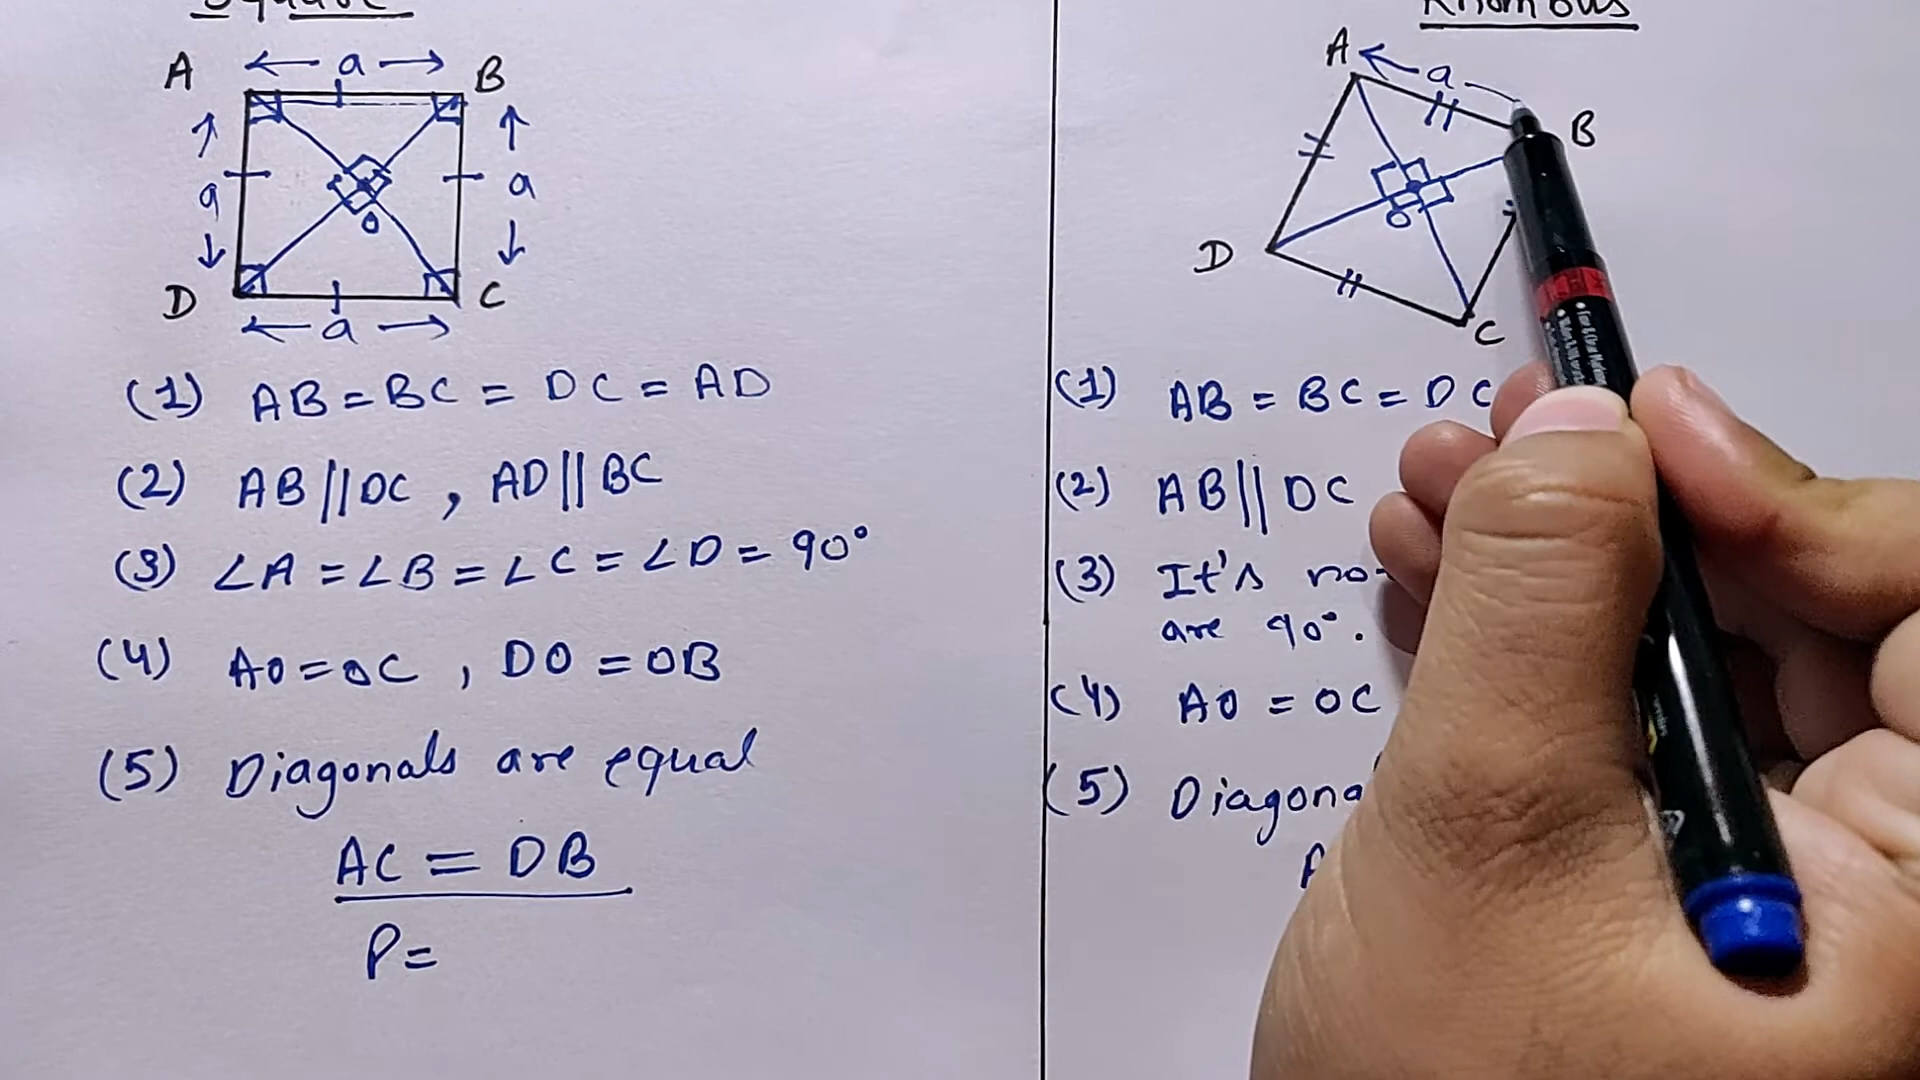 Square
A a B
a a
O
D C
a
(1) AB = BC = DC = AD
(2) AB || DC , AD || BC
(3) ∠A = ∠B = ∠C = ∠D = 90°
(4) AO = OC , DO = OB
(5) Diagonals are equal
AC = DB
P =
Rhombus
A a
B
O
D
C
(1) AB = BC = DC
(2) AB || DC
(3) It's
are 90°.
(4) AO = OC
(5)